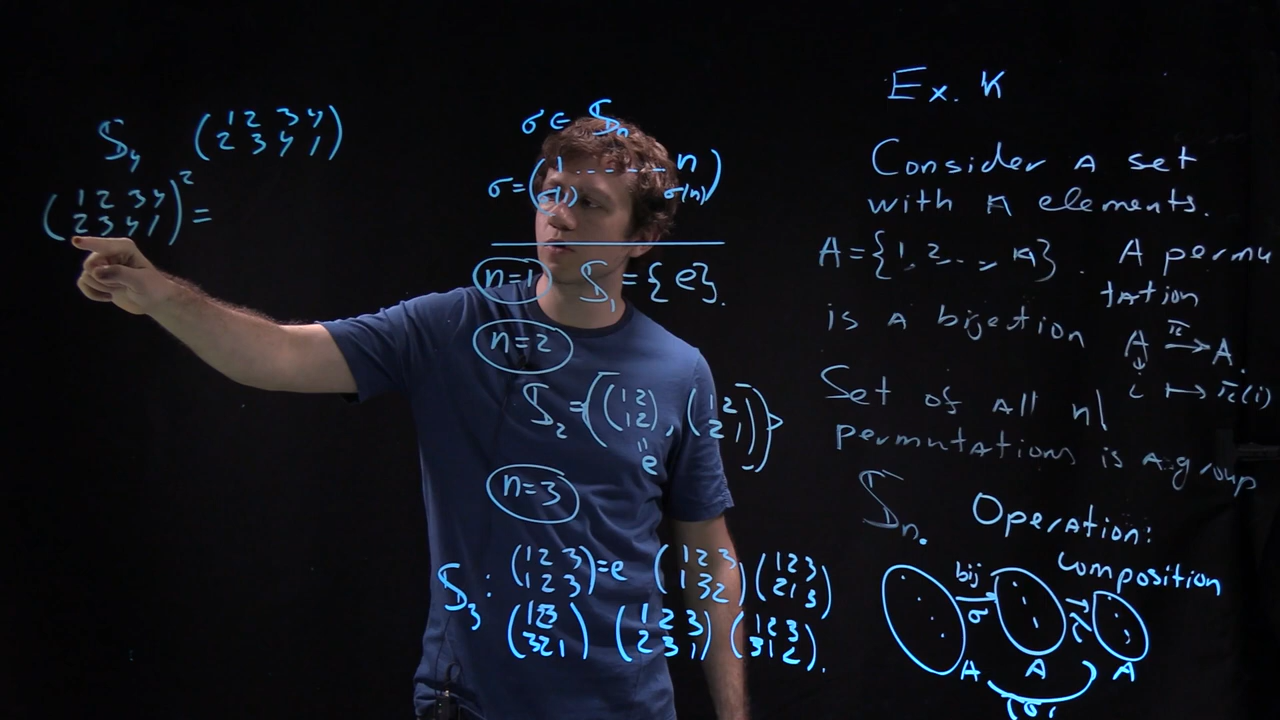 S₄ (1 2 3 4
2 3 4 1)
(1 2 3 4
2 3 4 1)² =
σ ∈ Sₙ
σ = (1 ...... n
σ(1) σ(n))
n=1 S₁ = {e}.
n=2
S₂ = {(1 2
1 2), (1 2
2 1)}
"
e
n=3
S₃: (1 2 3
1 2 3) = e (1 2 3
1 3 2) (1 2 3
2 1 3)
(1 2 3
3 2 1) (1 2 3
2 3 1) (1 2 3
3 1 2).
Ex. K
Consider A set
with n elements.
A = {1, 2, .., n}. A permu
tation
is A bijection A π→ A.
i ↦ π(i)
Set of All n!
permutations is A group
Sₙ. Operation:
composition
bij
σ λ
A A A